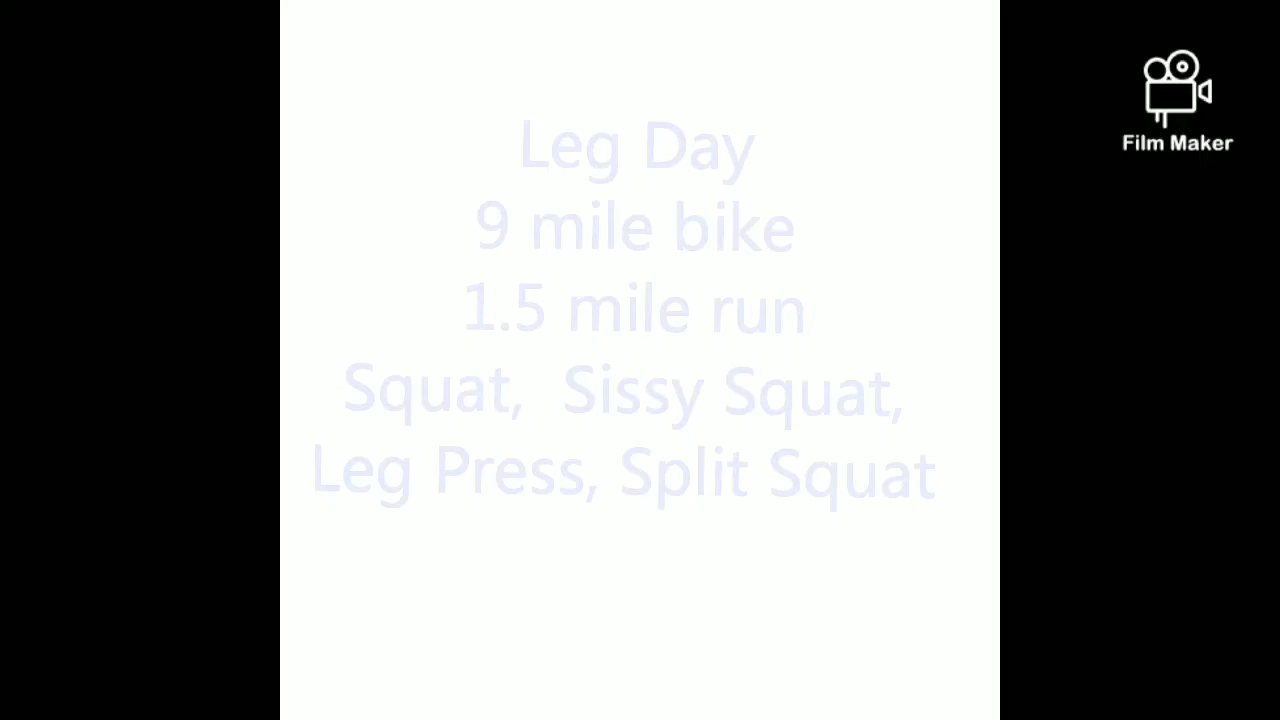 Leg Day
9 mile bike
1.5 mile run
Squat,  Sissy Squat,
Leg Press, Split Squat
Film Maker